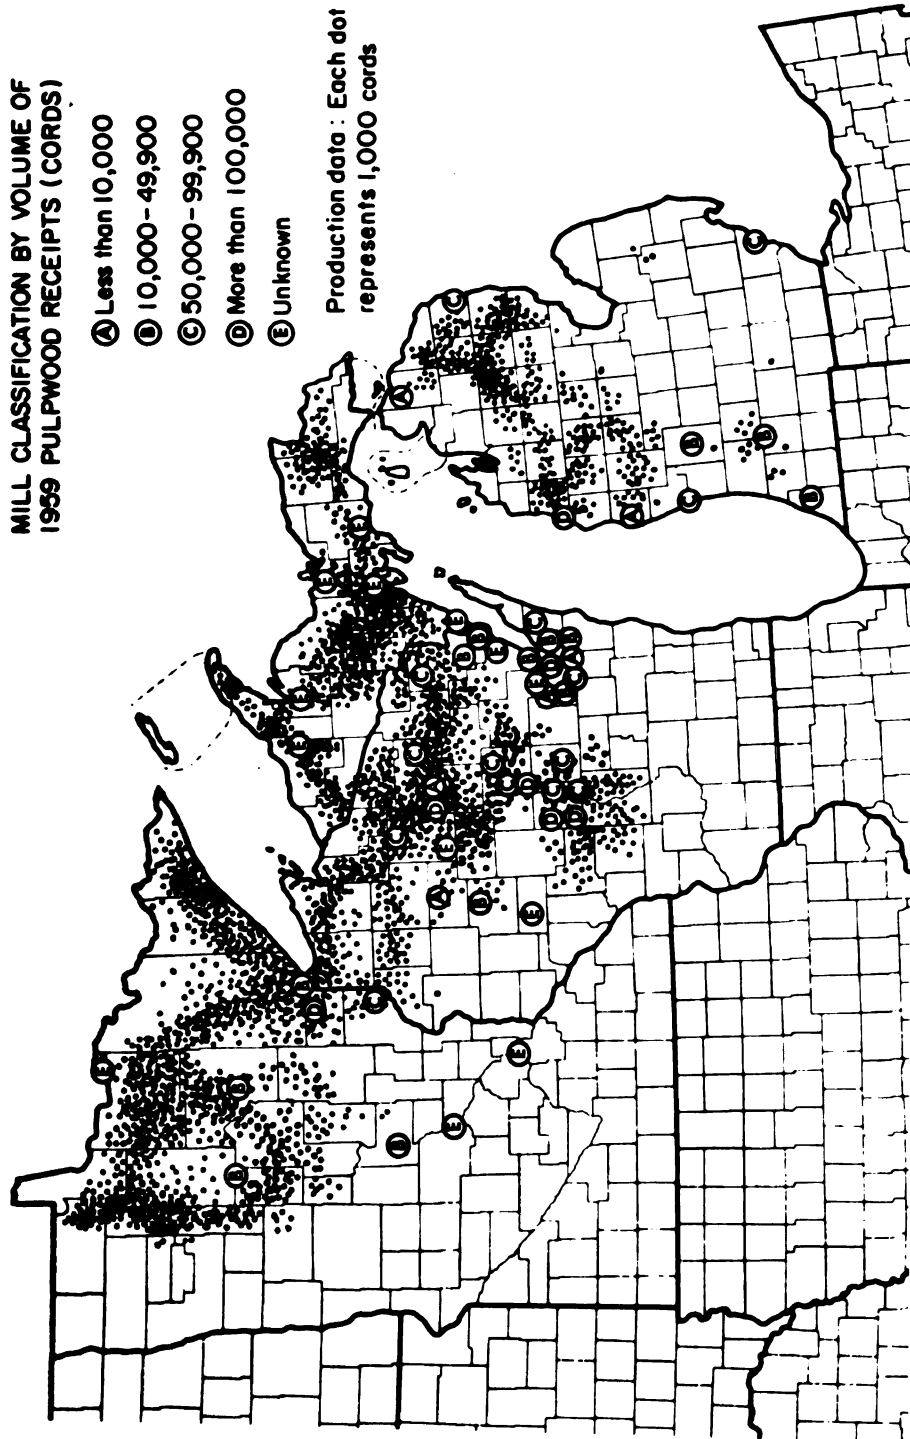 MILL CLASSIFICATION BY VOLUME OF
1959 PULPWOOD RECEIPTS (CORDS)
Ⓐ Less than 10,000
Ⓑ 10,000-49,900
Ⓒ 50,000-99,900
Ⓓ More than 100,000
Ⓔ Unknown
Production data : Each dot
represents 1,000 cords